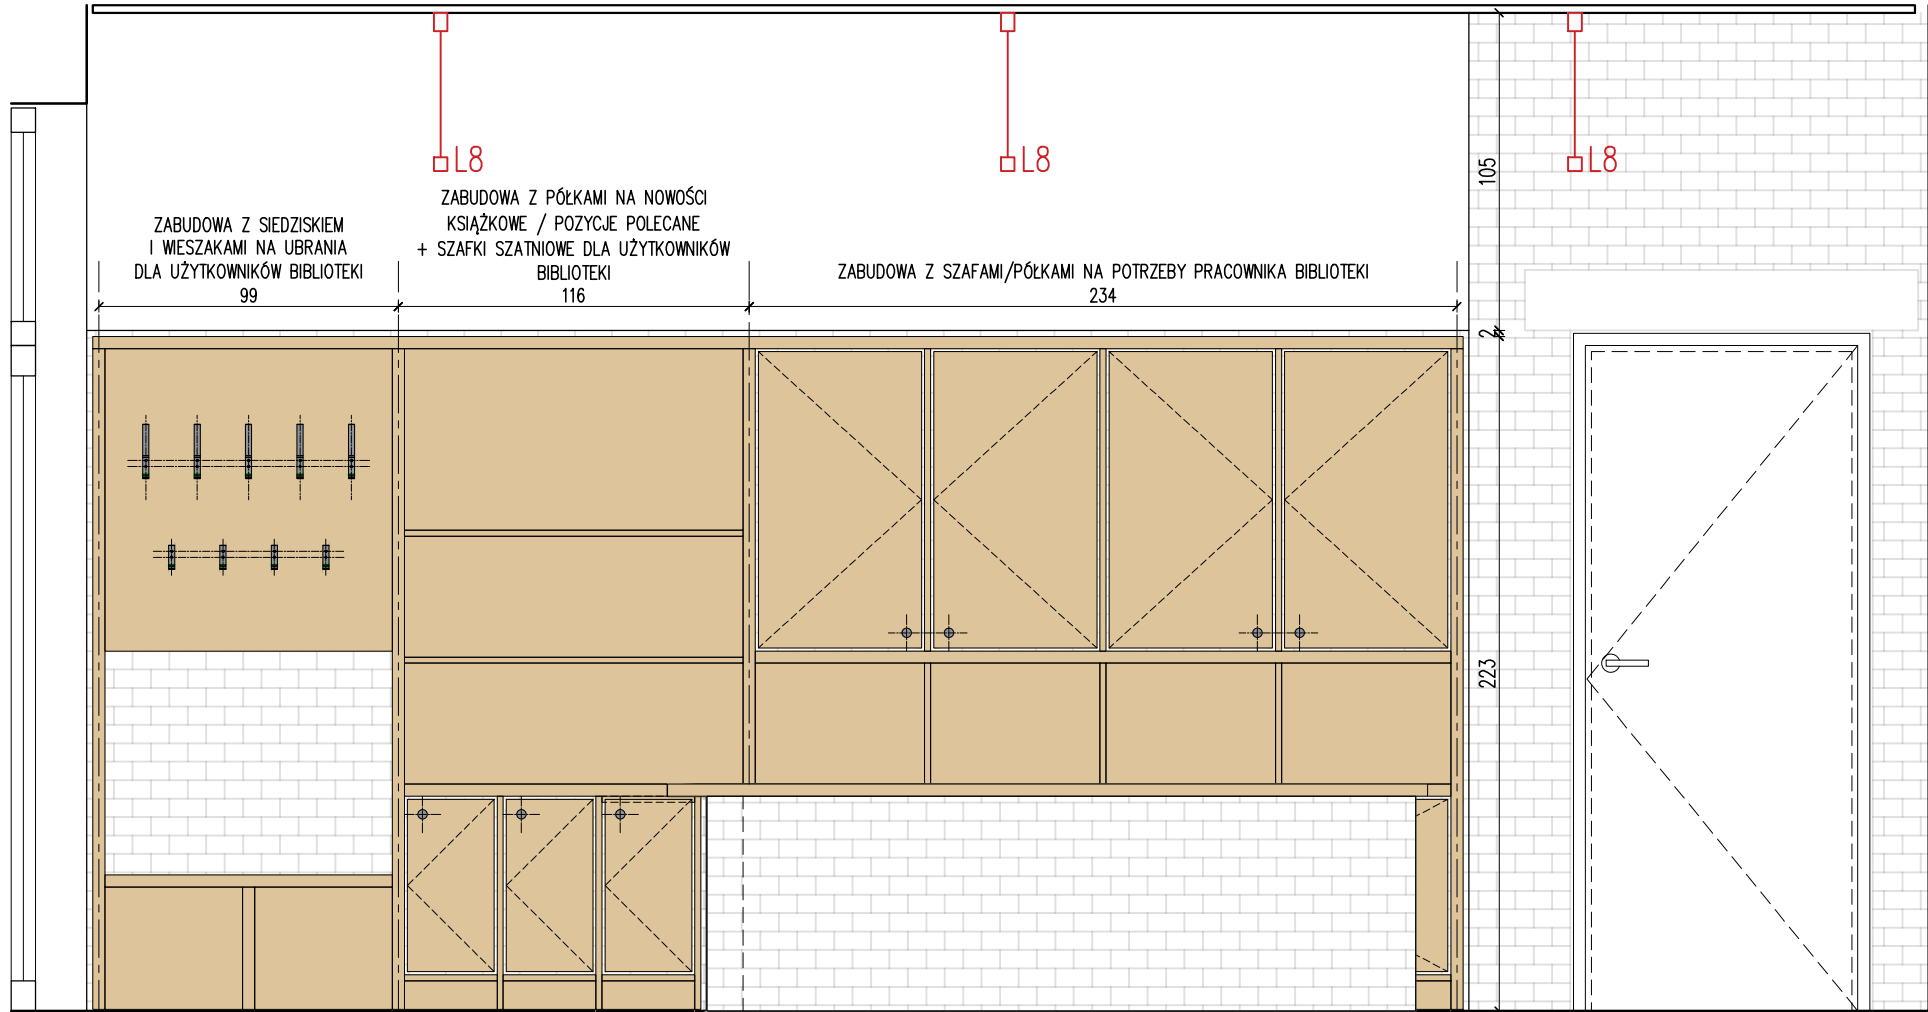 L8
L8
L8
ZABUDOWA Z SIEDZISKIEM
I WIESZAKAMI NA UBRANIA
DLA UŻYTKOWNIKÓW BIBLIOTEKI
99
ZABUDOWA Z PÓŁKAMI NA NOWOŚCI
KSIĄŻKOWE / POZYCJE POLECANE
+ SZAFKI SZATNIOWE DLA UŻYTKOWNIKÓW
BIBLIOTEKI
116
ZABUDOWA Z SZAFAMI/PÓŁKAMI NA POTRZEBY PRACOWNIKA BIBLIOTEKI
234
105
2
223